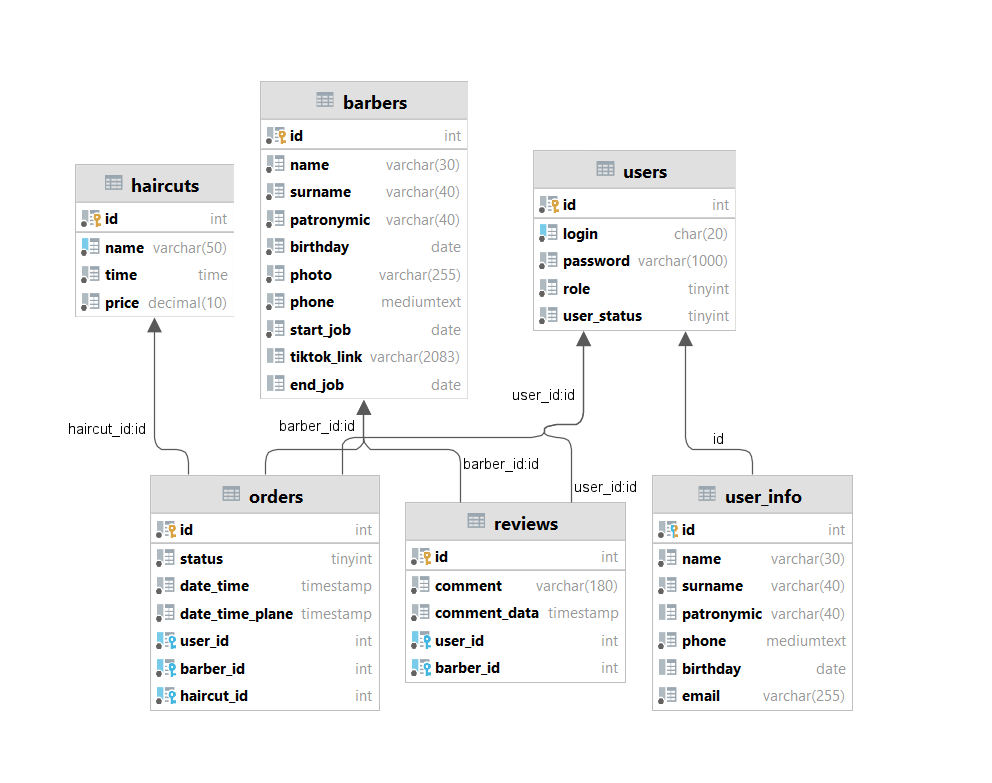 barbers
id int
name varchar(30)
surname varchar(40)
patronymic varchar(40)
birthday date
photo varchar(255)
phone mediumtext
start_job date
tiktok_link varchar(2083)
end_job date
haircuts
id int
name varchar(50)
time time
price decimal(10)
users
id int
login char(20)
password varchar(1000)
role tinyint
user_status tinyint
haircut_id:id
barber_id:id
user_id:id
barber_id:id
user_id:id
id
orders
id int
status tinyint
date_time timestamp
date_time_plane timestamp
user_id int
barber_id int
haircut_id int
reviews
id int
comment varchar(180)
comment_data timestamp
user_id int
barber_id int
user_info
id int
name varchar(30)
surname varchar(40)
patronymic varchar(40)
phone mediumtext
birthday date
email varchar(255)